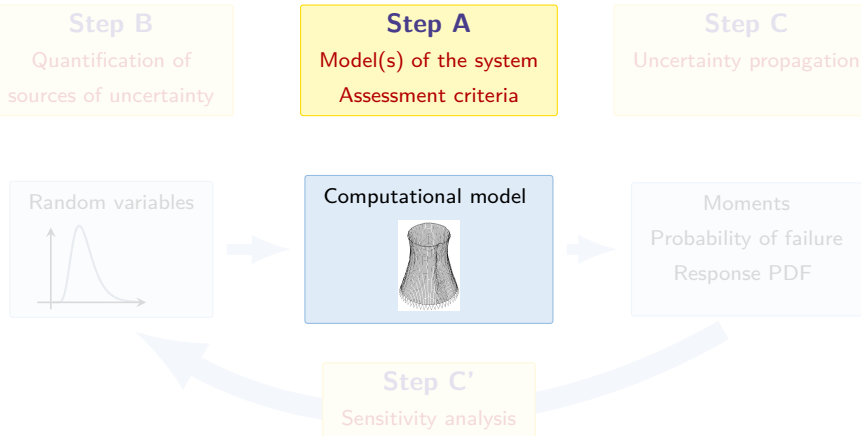 Step B
Quantification of
sources of uncertainty
Step A
Model(s) of the system
Assessment criteria
Step C
Uncertainty propagation
Random variables
Computational model
Moments
Probability of failure
Response PDF
Step C'
Sensitivity analysis